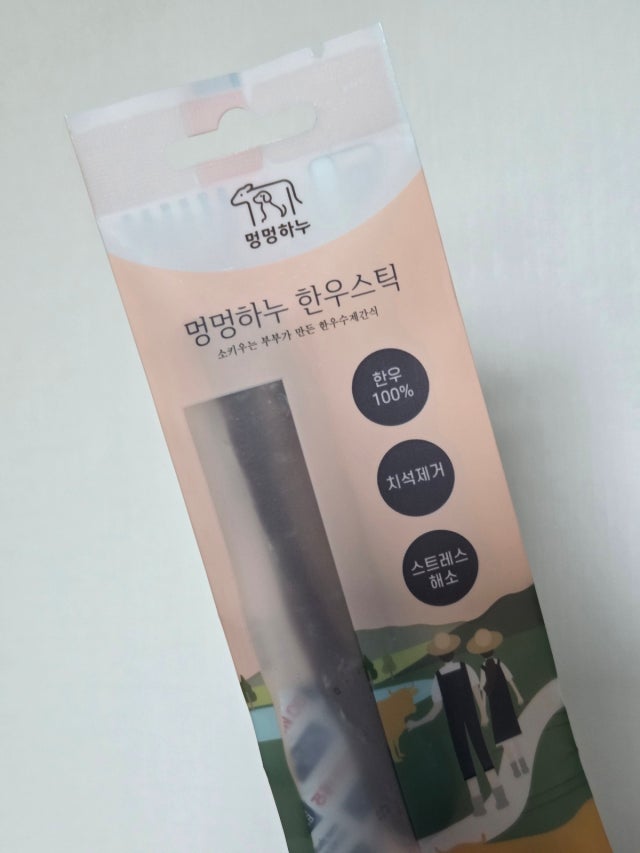 멍멍하누
멍멍하누 한우스틱
소키우는 부부가 만든 한우수제간식
한우
100%
치석제거
스트레스
해소